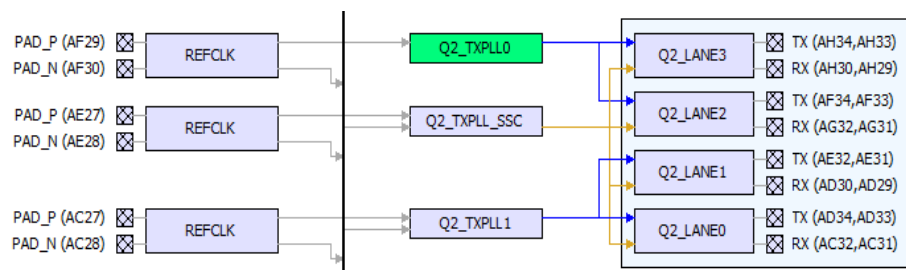 PAD_P (AF29)
PAD_N (AF30)
REFCLK
Q2_TXPLL0
Q2_LANE3
TX (AH34,AH33)
RX (AH30,AH29)
PAD_P (AE27)
PAD_N (AE28)
REFCLK
Q2_TXPLL_SSC
Q2_LANE2
TX (AF34,AF33)
RX (AG32,AG31)
Q2_LANE1
TX (AE32,AE31)
RX (AD30,AD29)
PAD_P (AC27)
PAD_N (AC28)
REFCLK
Q2_TXPLL1
Q2_LANE0
TX (AD34,AD33)
RX (AC32,AC31)